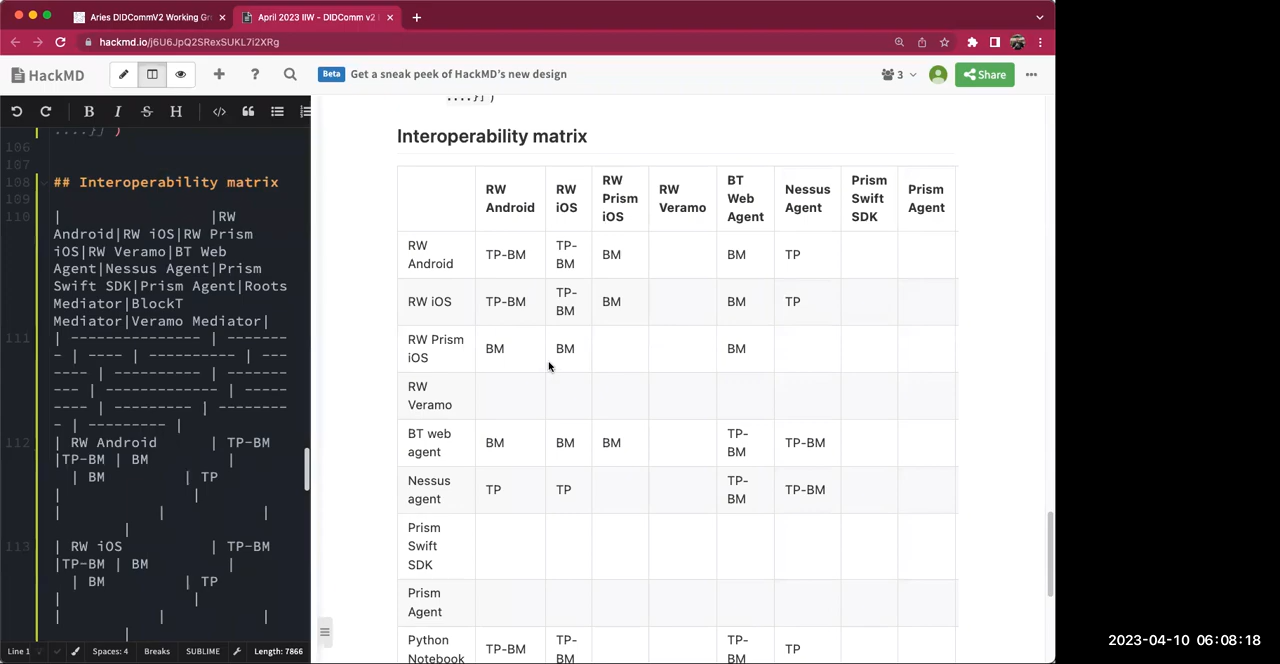 Aries DIDCommV2 Working Gr
April 2023 IIW - DIDComm v2
hackmd.io/j6U6JpQ2SRexSUKL7i2XRg
HackMD
Beta Get a sneak peek of HackMD's new design
3
Share
106
107
108 ## Interoperability matrix
109
110 | |RW
Android|RW iOS|RW Prism
iOS|RW Veramo|BT Web
Agent|Nessus Agent|Prism
Swift SDK|Prism Agent|Roots
Mediator|BlockT
Mediator|Veramo Mediator|
111 | --------------- | -------
- | ---- | ---------- | ---
---- | ---------- | -------
--- | ------------- | -----
---- | --------- | --------
- | --------- |
112 | RW Android | TP-BM
|TP-BM | BM |
| BM | TP
| |
| | |
|
113 | RW iOS | TP-BM
|TP-BM | BM |
| BM | TP
| |
| | |
|
Line 1
Spaces: 4
Breaks
SUBLIME
Length: 7866
....}] )
Interoperability matrix
RW Android RW iOS RW Prism iOS RW Veramo BT Web Agent Nessus Agent Prism Swift SDK Prism Agent
RW Android TP-BM TP-BM BM BM TP
RW iOS TP-BM TP-BM BM BM TP
RW Prism iOS BM BM BM
RW Veramo
BT web agent BM BM BM TP-BM TP-BM
Nessus agent TP TP TP-BM TP-BM
Prism Swift SDK
Prism Agent
Python Notebook TP-BM TP-BM TP-BM TP
2023-04-10 06:08:18